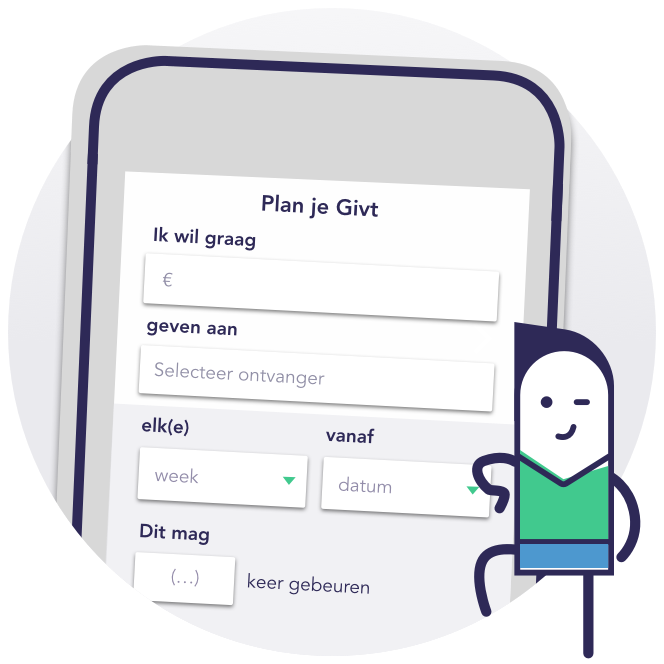 Plan je Givt
Ik wil graag
€
geven aan
Selecteer ontvanger
elk(e) vanaf
week datum
Dit mag
(...) keer gebeuren